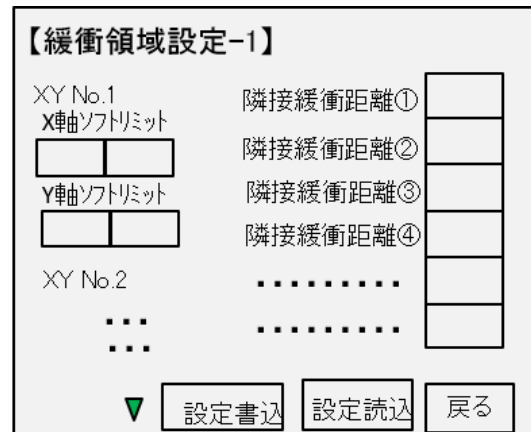 【緩衝領域設定-1】
XY No.1
X軸ソフトリミット
Y軸ソフトリミット
XY No.2
・・・
・・・
隣接緩衝距離①
隣接緩衝距離②
隣接緩衝距離③
隣接緩衝距離④
・・・・・・・・・
・・・・・・・・・
▼
設定書込
設定読込
戻る